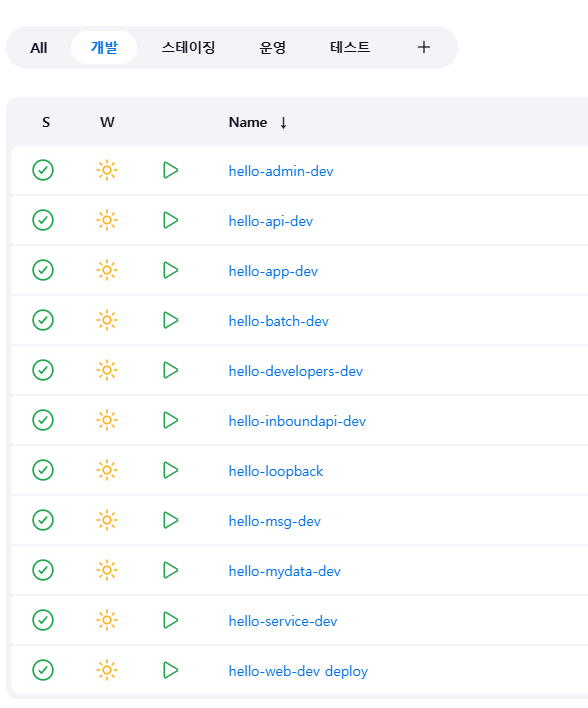 All 개발 스테이징 운영 테스트 +
S W Name ↓
hello-admin-dev
hello-api-dev
hello-app-dev
hello-batch-dev
hello-developers-dev
hello-inboundapi-dev
hello-loopback
hello-msg-dev
hello-mydata-dev
hello-service-dev
hello-web-dev deploy